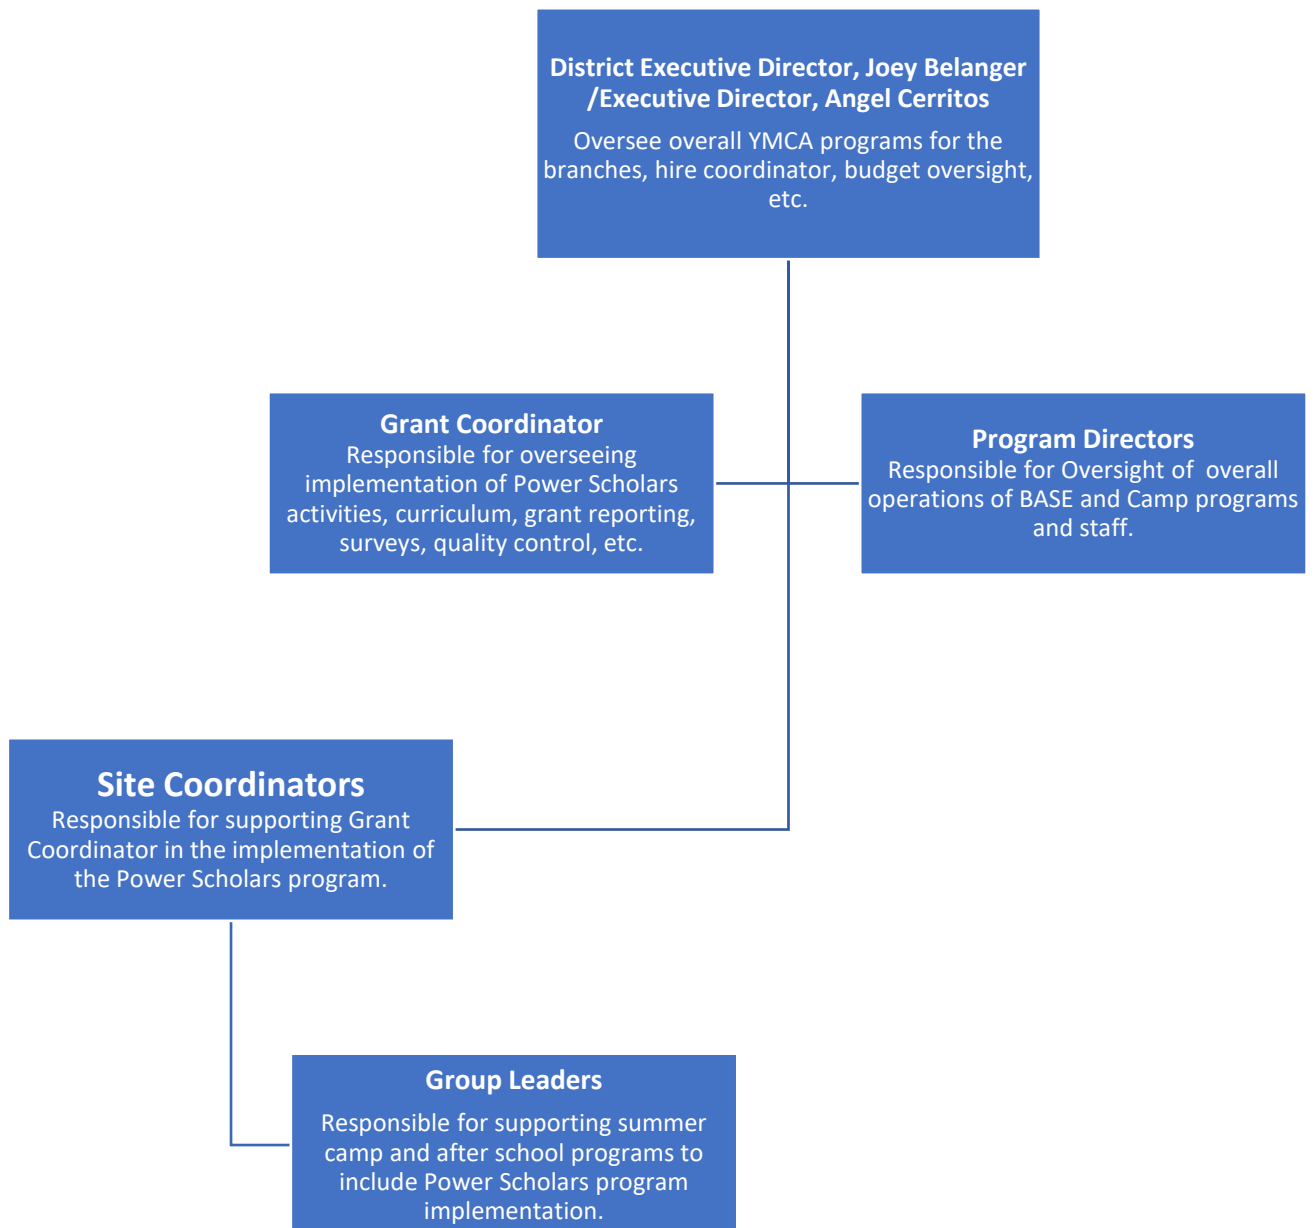 District Executive Director, Joey Belanger
/Executive Director, Angel Cerritos
Oversee overall YMCA programs for the
branches, hire coordinator, budget oversight,
etc.
Grant Coordinator
Responsible for overseeing
implementation of Power Scholars
activities, curriculum, grant reporting,
surveys, quality control, etc.
Program Directors
Responsible for Oversight of  overall
operations of BASE and Camp programs
and staff.
Site Coordinators
Responsible for supporting Grant
Coordinator in the implementation of
the Power Scholars program.
Group Leaders
Responsible for supporting summer
camp and after school programs to
include Power Scholars program
implementation.